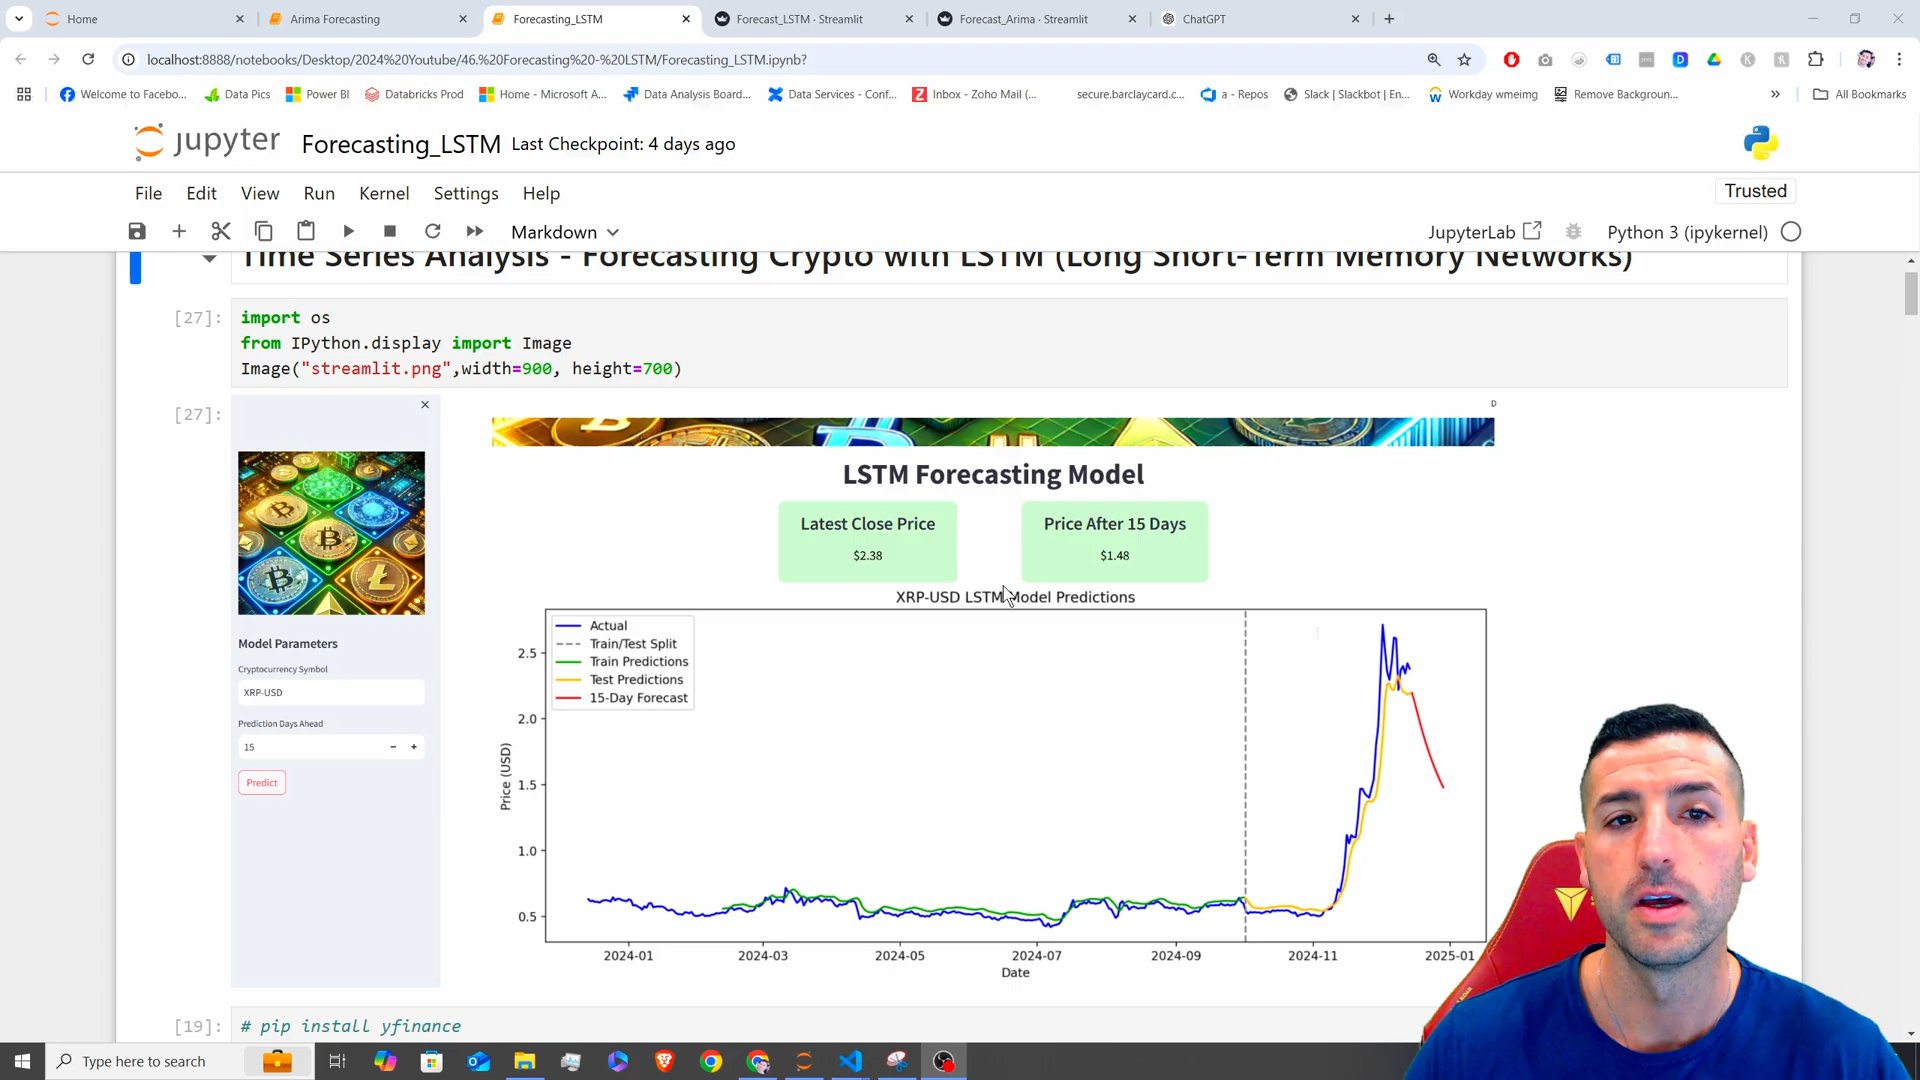 Home
Arima Forecasting
Forecasting_LSTM
Forecast_LSTM · Streamlit
Forecast_Arima · Streamlit
ChatGPT
localhost:8888/notebooks/Desktop/2024%20Youtube/46.%20Forecasting%20-%20LSTM/Forecasting_LSTM.ipynb?
Welcome to Facebo...
Data Pics
Power BI
Databricks Prod
Home - Microsoft A...
Data Analysis Board...
Data Services - Conf...
Inbox - Zoho Mail (...
secure.barclaycard.c...
a - Repos
Slack | Slackbot | En...
Workday wmeimg
Remove Backgroun...
All Bookmarks
jupyter
Forecasting_LSTM
Last Checkpoint: 4 days ago
File
Edit
View
Run
Kernel
Settings
Help
Trusted
Markdown
JupyterLab
Python 3 (ipykernel)
Time Series Analysis - Forecasting Crypto with LSTM (Long Short-Term Memory Networks)
[27]:
import os
from IPython.display import Image
Image("streamlit.png",width=900, height=700)
[27]:
D
LSTM Forecasting Model
Latest Close Price
$2.38
Price After 15 Days
$1.48
XRP-USD LSTM Model Predictions
Actual
Train/Test Split
Train Predictions
Test Predictions
15-Day Forecast
Model Parameters
Cryptocurrency Symbol
XRP-USD
Prediction Days Ahead
15
- +
Predict
Price (USD)
2.5
2.0
1.5
1.0
0.5
2024-01
2024-03
2024-05
2024-07
2024-09
2024-11
2025-01
Date
[19]:
# pip install yfinance
Type here to search